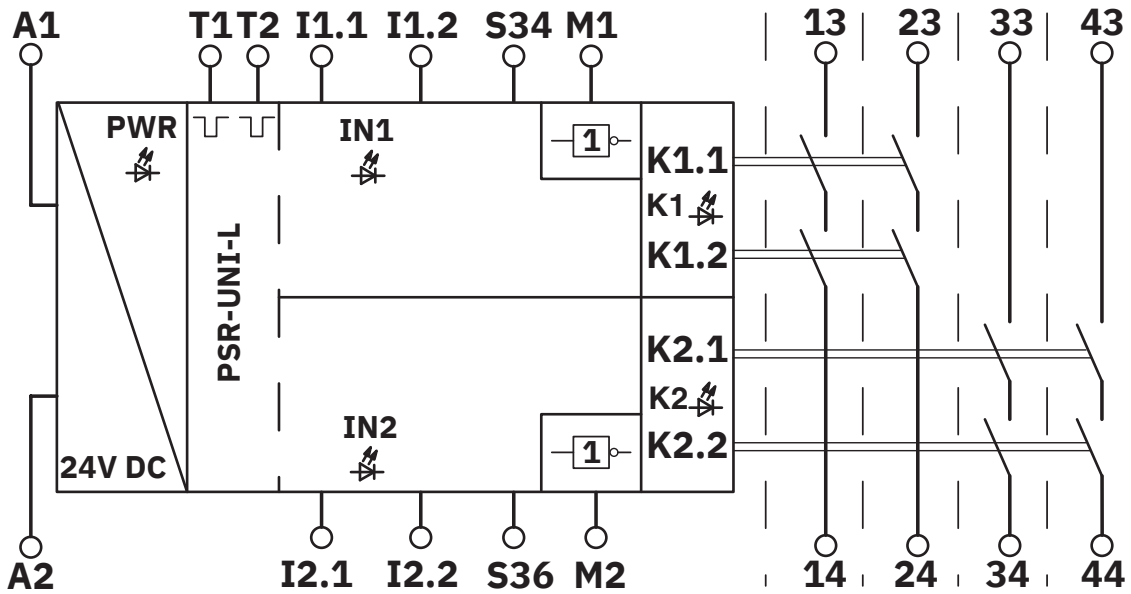 A1 T1 T2 I1.1 I1.2 S34 M1 13 23 33 43
PWR IN1 1
K1.1
K1
K1.2
PSR-UNI-L
K2.1
K2
IN2 1 K2.2
24V DC
A2 I2.1 I2.2 S36 M2 14 24 34 44